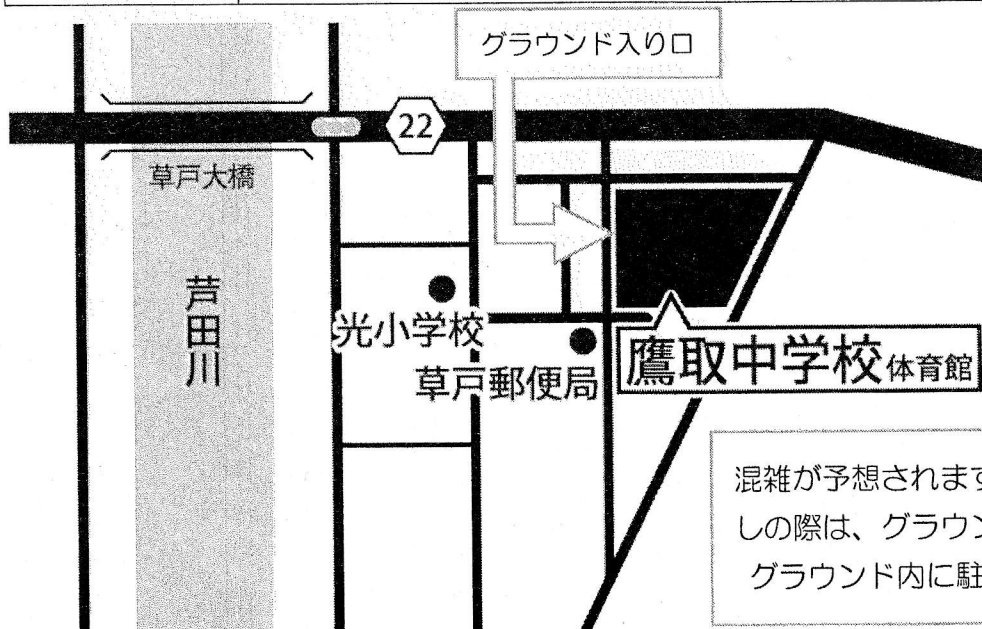 グラウンド入り口
22
草戸大橋
芦田川
光小学校
草戸郵便局
鷹取中学校体育館
混雑が予想されます
しの際は、グラウン
グラウンド内に駐